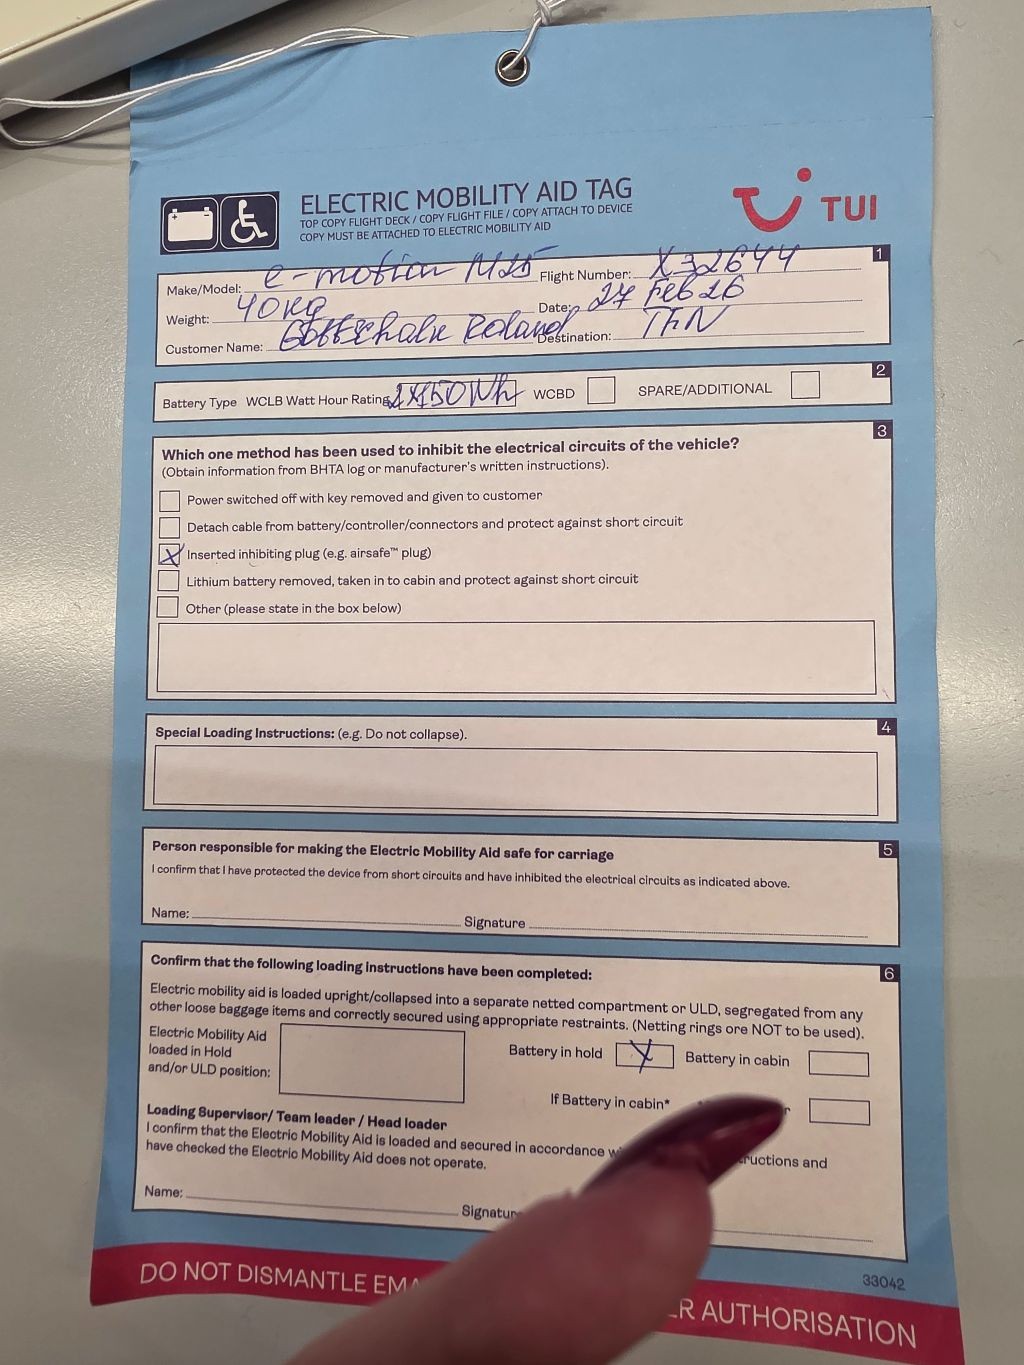 ELECTRIC MOBILITY AID TAG
TOP COPY FLIGHT DECK / COPY FLIGHT FILE / COPY ATTACH TO DEVICE
COPY MUST BE ATTACHED TO ELECTRIC MOBILITY AID
TUI
1
Make/Model: e-motion M25 Flight Number: X32644
Weight: 40kg Date: 27 Feb 26
Customer Name: Roland Destination: TFN
2
Battery Type WCLB Watt Hour Rating 2x150Wh WCBD SPARE/ADDITIONAL
3
Which one method has been used to inhibit the electrical circuits of the vehicle?
(Obtain information from BHTA log or manufacturer's written instructions).
Power switched off with key removed and given to customer
Detach cable from battery/controller/connectors and protect against short circuit
X Inserted inhibiting plug (e.g. airsafe™ plug)
Lithium battery removed, taken in to cabin and protect against short circuit
Other (please state in the box below)
4
Special Loading Instructions: (e.g. Do not collapse).
5
Person responsible for making the Electric Mobility Aid safe for carriage
I confirm that I have protected the device from short circuits and have inhibited the electrical circuits as indicated above.
Name: Signature
6
Confirm that the following loading instructions have been completed:
Electric mobility aid is loaded upright/collapsed into a separate netted compartment or ULD, segregated from any
other loose baggage items and correctly secured using appropriate restraints. (Netting rings ore NOT to be used).
Electric Mobility Aid
loaded in Hold
and/or ULD position:
Battery in hold X Battery in cabin
If Battery in cabin*
Loading Supervisor/ Team leader / Head loader
I confirm that the Electric Mobility Aid is loaded and secured in accordance
have checked the Electric Mobility Aid does not operate.
and
Name:
33042
DO NOT DISMANTLE AUTHORISATION